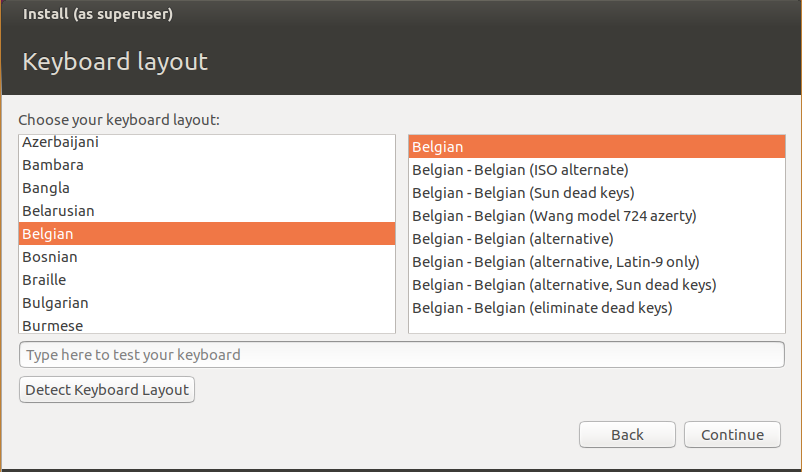 Install (as superuser)
Keyboard layout
Choose your keyboard layout:
Azerbaijani
Bambara
Bangla
Belarusian
Belgian
Bosnian
Braille
Bulgarian
Burmese
Belgian
Belgian - Belgian (ISO alternate)
Belgian - Belgian (Sun dead keys)
Belgian - Belgian (Wang model 724 azerty)
Belgian - Belgian (alternative)
Belgian - Belgian (alternative, Latin-9 only)
Belgian - Belgian (alternative, Sun dead keys)
Belgian - Belgian (eliminate dead keys)
Type here to test your keyboard
Detect Keyboard Layout
Back
Continue